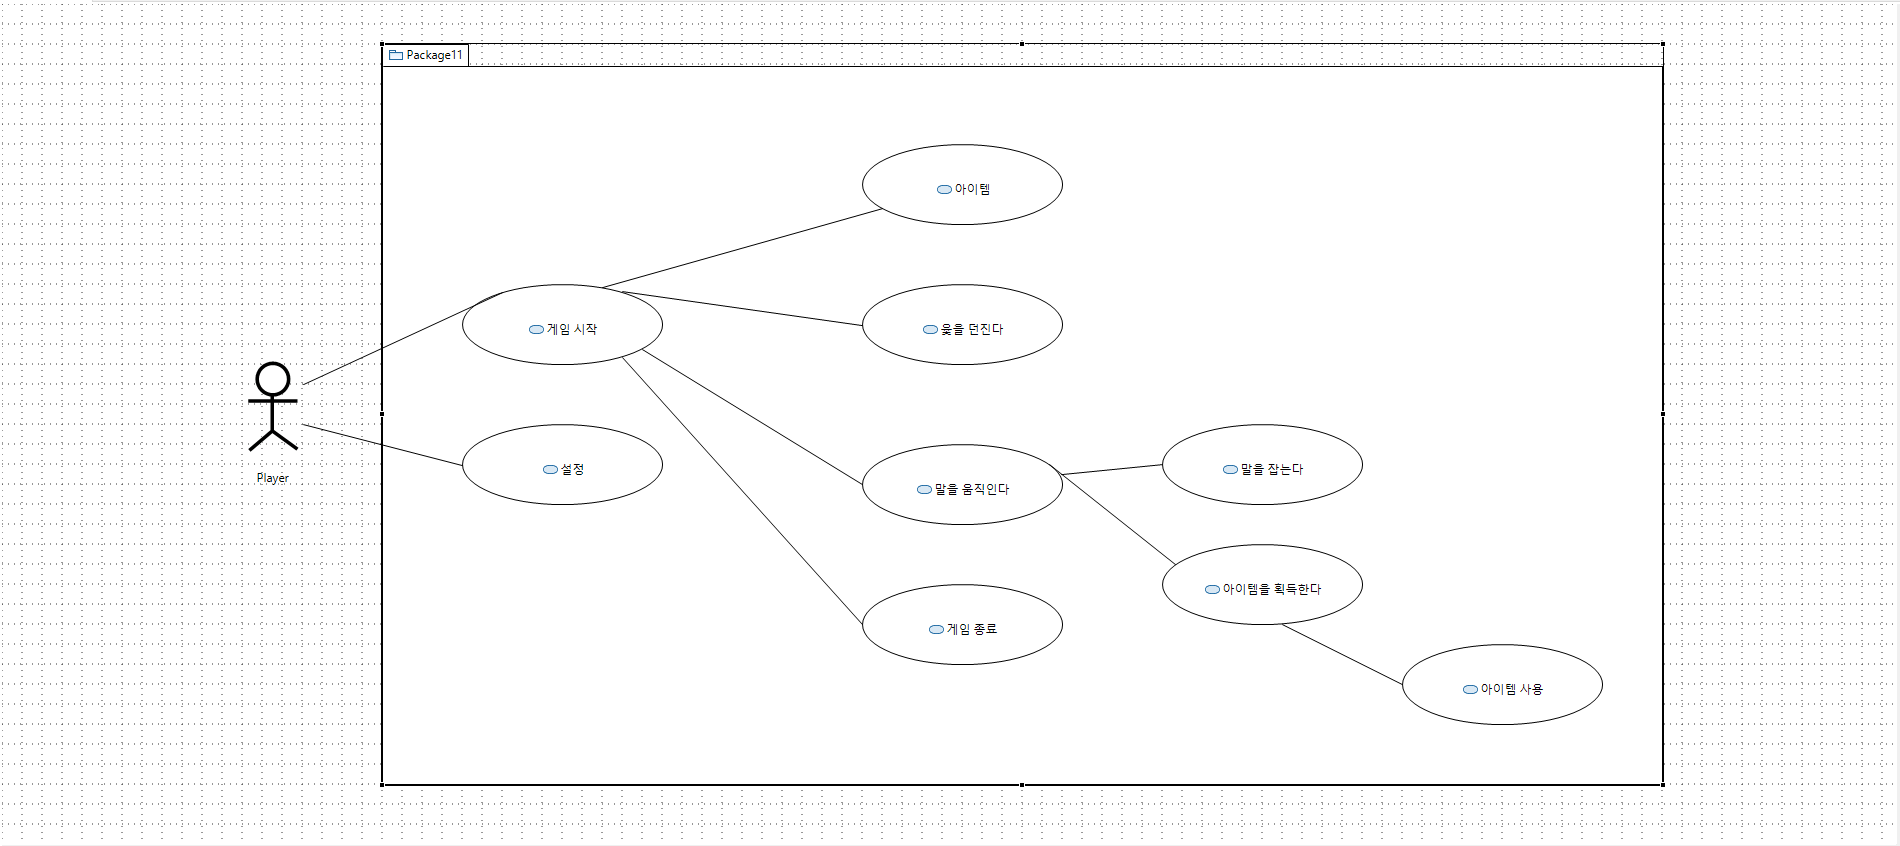 Package11
아이템
게임 시작
윷을 던진다
Player
설정
말을 움직인다
말을 잡는다
아이템을 획득한다
게임 종료
아이템 사용